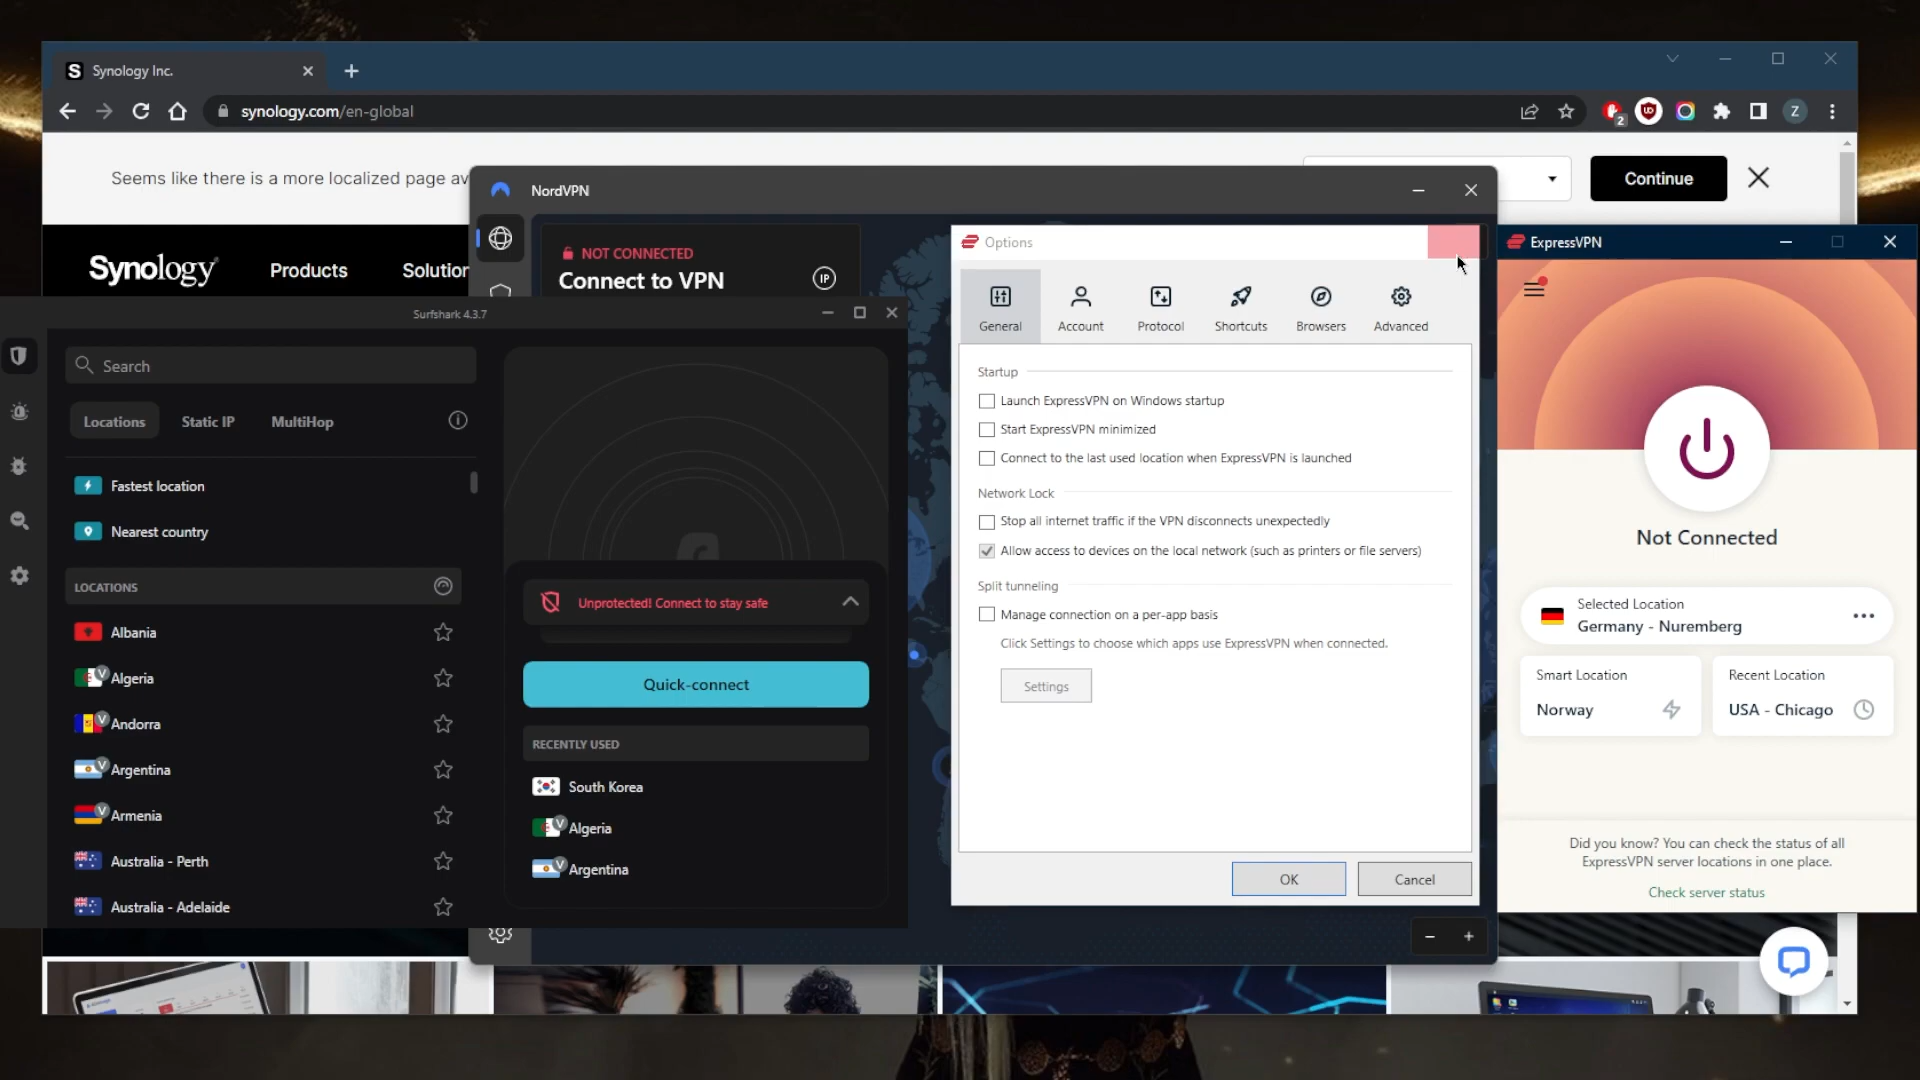 Synology Inc.
synology.com/en-global
2
Z
Seems like there is a more localized page av
Continue
Synology
Products
Solution
NordVPN
NOT CONNECTED
Connect to VPN
IP
Surfshark 4.3.7
Search
Locations
Static IP
MultiHop
Fastest location
Nearest country
LOCATIONS
Albania
V
Algeria
V
Andorra
V
Argentina
V
Armenia
Australia - Perth
Australia - Adelaide
Unprotected! Connect to stay safe
Quick-connect
RECENTLY USED
South Korea
V
Algeria
V
Argentina
Options
General
Account
Protocol
Shortcuts
Browsers
Advanced
Startup
Launch ExpressVPN on Windows startup
Start ExpressVPN minimized
Connect to the last used location when ExpressVPN is launched
Network Lock
Stop all internet traffic if the VPN disconnects unexpectedly
Allow access to devices on the local network (such as printers or file servers)
Split tunneling
Manage connection on a per-app basis
Click Settings to choose which apps use ExpressVPN when connected.
Settings
OK
Cancel
ExpressVPN
Not Connected
Selected Location
Germany - Nuremberg
Smart Location
Norway
Recent Location
USA - Chicago
Did you know? You can check the status of all
ExpressVPN server locations in one place.
Check server status